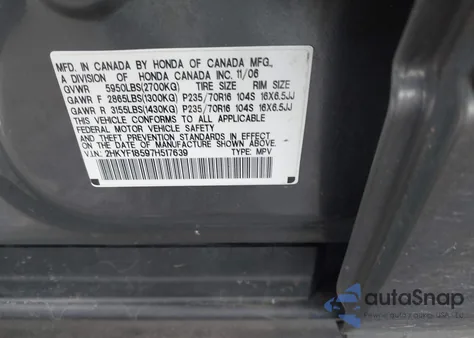 MFD. IN CANADA BY HONDA OF CANADA MFG.,
A DIVISION OF HONDA CANADA INC. 11/06
GVWR 5950LBS(2700KG) TIRE SIZE RIM SIZE
GAWR F 2865LBS(1300KG) P235/70R16 104S 16X6.5JJ
GAWR R 3155LBS(1430KG) P235/70R16 104S 16X6.5JJ
THIS VEHICLE CONFORMS TO ALL APPLICABLE
FEDERAL MOTOR VEHICLE SAFETY
AND THEFT PREVENTION STANDARDS IN EFFECT
ON THE DATE OF MANUFACTURE SHOWN ABOVE.
V.I.N.: 2HKYF18597H517639 TYPE: MPV
autoSnap